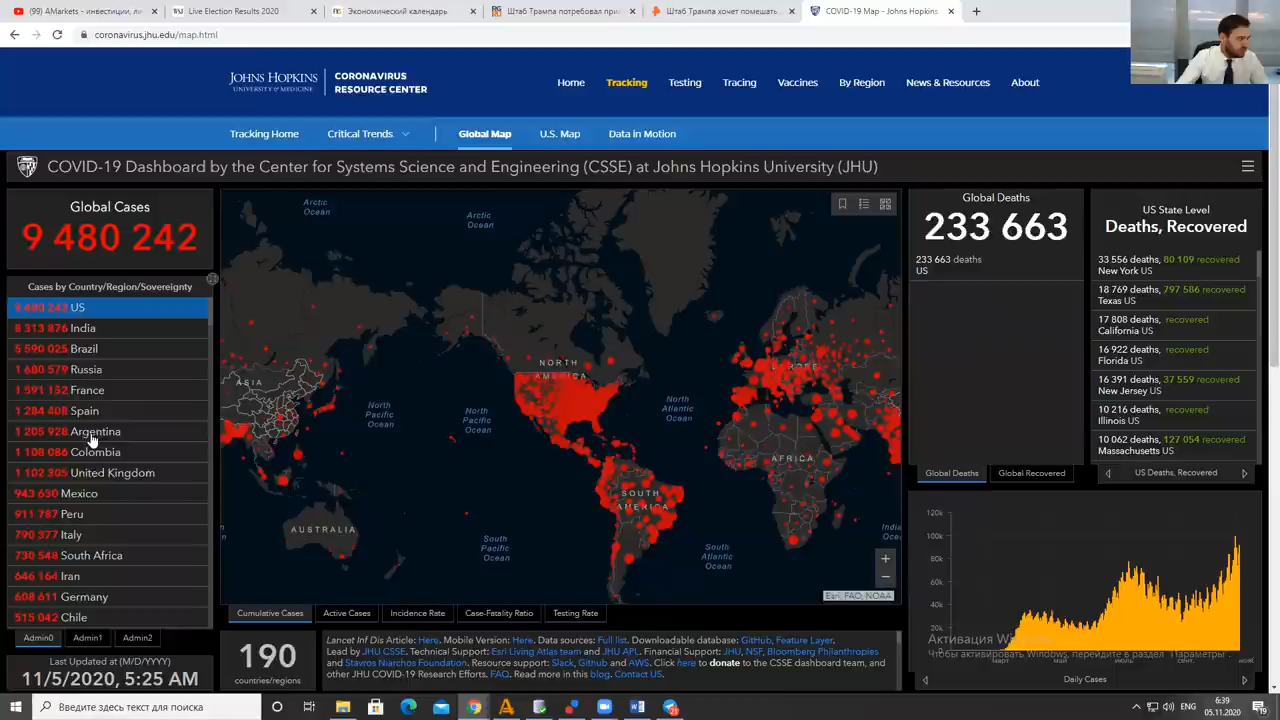 (99) AMarkets - инвестиции, ли
Live Election Results 2020
Экономический календарь
Штаб Трампа потребовал при
Штаб Трампа хочет помешать
COVID-19 Map - Johns Hopkins
coronavirus.jhu.edu/map.html
JOHNS HOPKINS
UNIVERSITY & MEDICINE
CORONAVIRUS
RESOURCE CENTER
Home
Tracking
Testing
Tracing
Vaccines
By Region
News & Resources
About
Tracking Home
Critical Trends
Global Map
U.S. Map
Data in Motion
COVID-19 Dashboard by the Center for Systems Science and Engineering (CSSE) at Johns Hopkins University (JHU)
Global Cases
9 480 242
Cases by Country/Region/Sovereignty
US
8 313 876 India
5 590 025 Brazil
1 680 579 Russia
1 591 152 France
1 284 408 Spain
1 205 928 Argentina
1 108 086 Colombia
1 102 305 United Kingdom
943 630 Mexico
911 787 Peru
790 377 Italy
730 548 South Africa
646 164 Iran
608 611 Germany
515 042 Chile
Admin0
Admin1
Admin2
Last Updated at (M/D/YYYY)
11/5/2020, 5:25 AM
Arctic
Ocean
Arctic
Ocean
NORTH
AMERICA
ASIA
North
Pacific
Ocean
North
Pacific
Ocean
North
Atlantic
Ocean
AFRICA
SOUTH
AMERICA
AUSTRALIA
South
Pacific
Ocean
South
Atlantic
Ocean
Esri, FAO, NOAA
Cumulative Cases
Active Cases
Incidence Rate
Case-Fatality Ratio
Testing Rate
190
countries/regions
Lancet Inf Dis Article: Here. Mobile Version: Here. Data sources: Full list. Downloadable database: GitHub, Feature Layer.
Lead by JHU CSSE. Technical Support: Esri Living Atlas team and JHU APL. Financial Support: JHU, NSF, Bloomberg Philanthropies
and Stavros Niarchos Foundation. Resource support: Slack, Github and AWS. Click here to donate to the CSSE dashboard team, and
other JHU COVID-19 Research Efforts. FAQ. Read more in this blog. Contact US.
Global Deaths
233 663
233 663 deaths
US
Global Deaths
Global Recovered
US State Level
Deaths, Recovered
33 556 deaths, 80 109 recovered
New York US
18 769 deaths, 797 586 recovered
Texas US
17 808 deaths, recovered
California US
16 922 deaths, recovered
Florida US
16 391 deaths, 37 559 recovered
New Jersey US
10 216 deaths, recovered
Illinois US
10 062 deaths, 127 054 recovered
Massachusetts US
US Deaths, Recovered
120k
100k
80k
60k
40k
20k
0
март
май
июль
сент.
Активация Windows
Чтобы активировать Windows, перейдите в раздел "Параметры".
Daily Cases
Введите здесь текст для поиска
6:39
05.11.2020